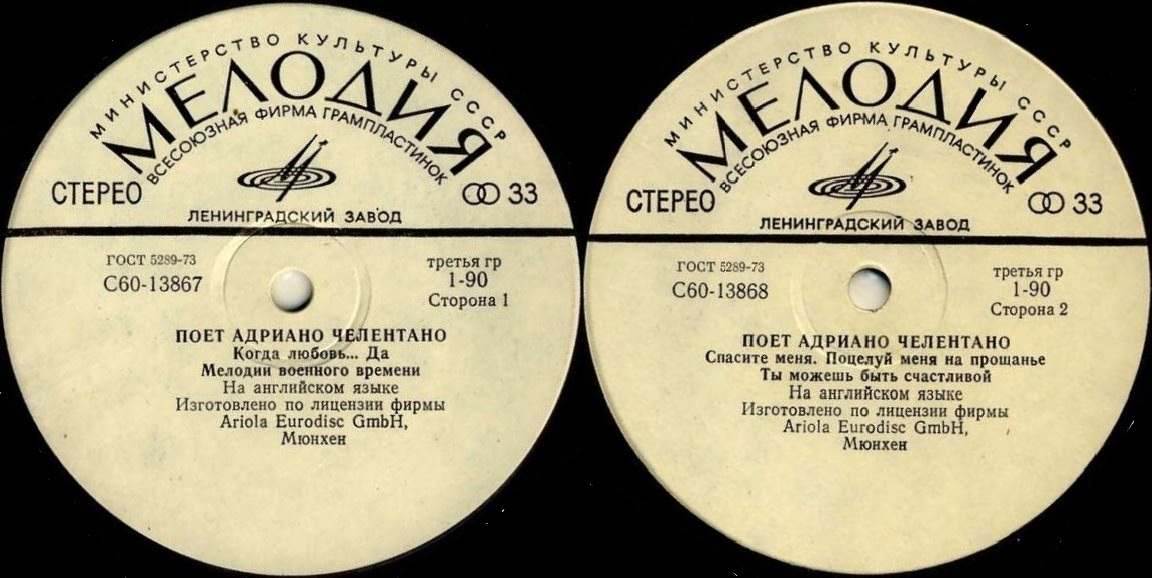 МИНИСТЕРСТВО КУЛЬТУРЫ СССР
МЕЛОДИЯ
ВСЕСОЮЗНАЯ ФИРМА ГРАМПЛАСТИНОК
СТЕРЕО
33
ЛЕНИНГРАДСКИЙ ЗАВОД
ГОСТ 5289-73
С60-13867
третья гр
1-90
Сторона 1
ПОЕТ АДРИАНО ЧЕЛЕНТАНО
Когда любовь... Да
Мелодии военного времени
На английском языке
Изготовлено по лицензии фирмы
Ariola Eurodisc GmbH,
Мюнхен
МИНИСТЕРСТВО КУЛЬТУРЫ СССР
МЕЛОДИЯ
ВСЕСОЮЗНАЯ ФИРМА ГРАМПЛАСТИНОК
СТЕРЕО
33
ЛЕНИНГРАДСКИЙ ЗАВОД
ГОСТ 5289-73
С60-13868
третья гр
1-90
Сторона 2
ПОЕТ АДРИАНО ЧЕЛЕНТАНО
Спасите меня. Поцелуй меня на прощанье
Ты можешь быть счастливой
На английском языке
Изготовлено по лицензии фирмы
Ariola Eurodisc GmbH,
Мюнхен